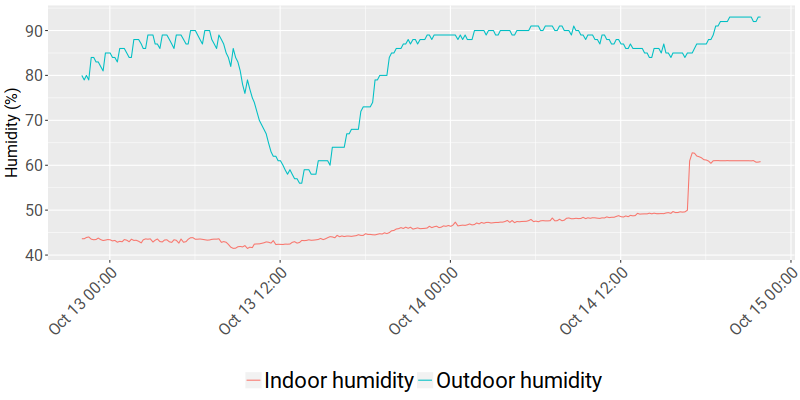 Humidity (%)
90
80
70
60
50
40
Oct 13 00:00
Oct 13 12:00
Oct 14 00:00
Oct 14 12:00
Oct 15 00:00
Indoor humidity Outdoor humidity